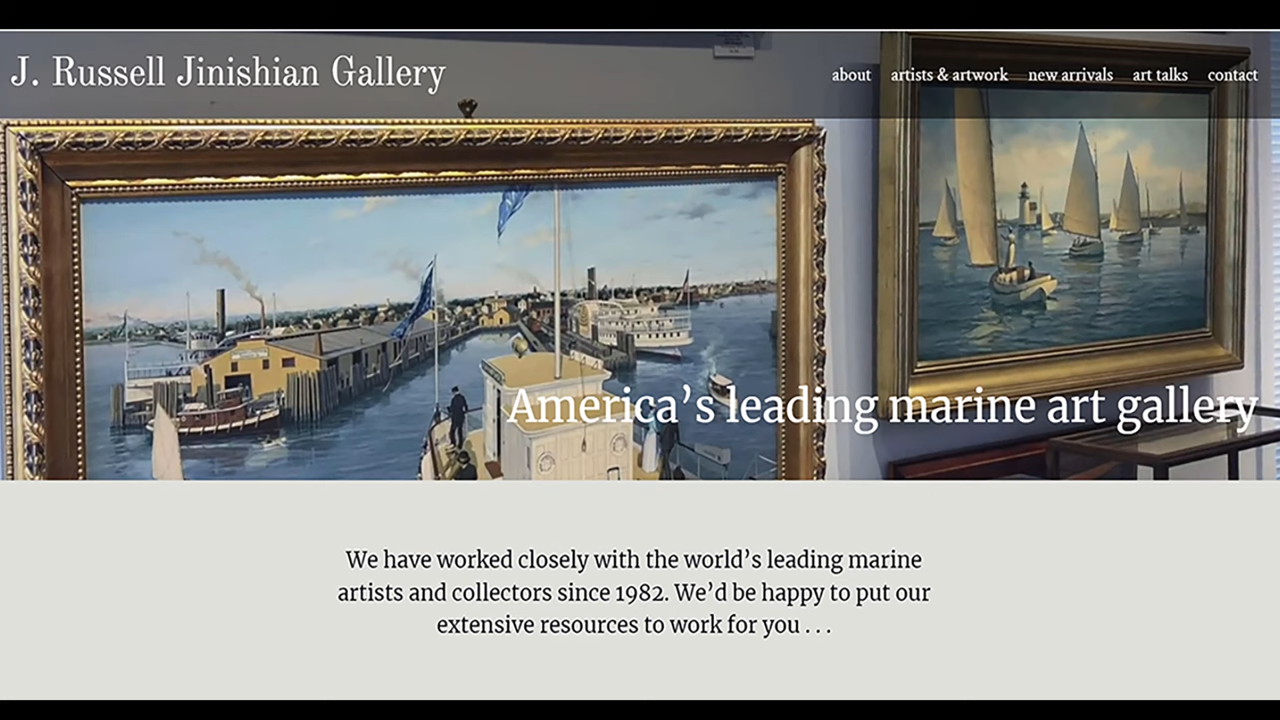 J. Russell Jinishian Gallery
about artists & artwork new arrivals art talks contact
America’s leading marine art gallery
We have worked closely with the world’s leading marine
artists and collectors since 1982. We’d be happy to put our
extensive resources to work for you . . .